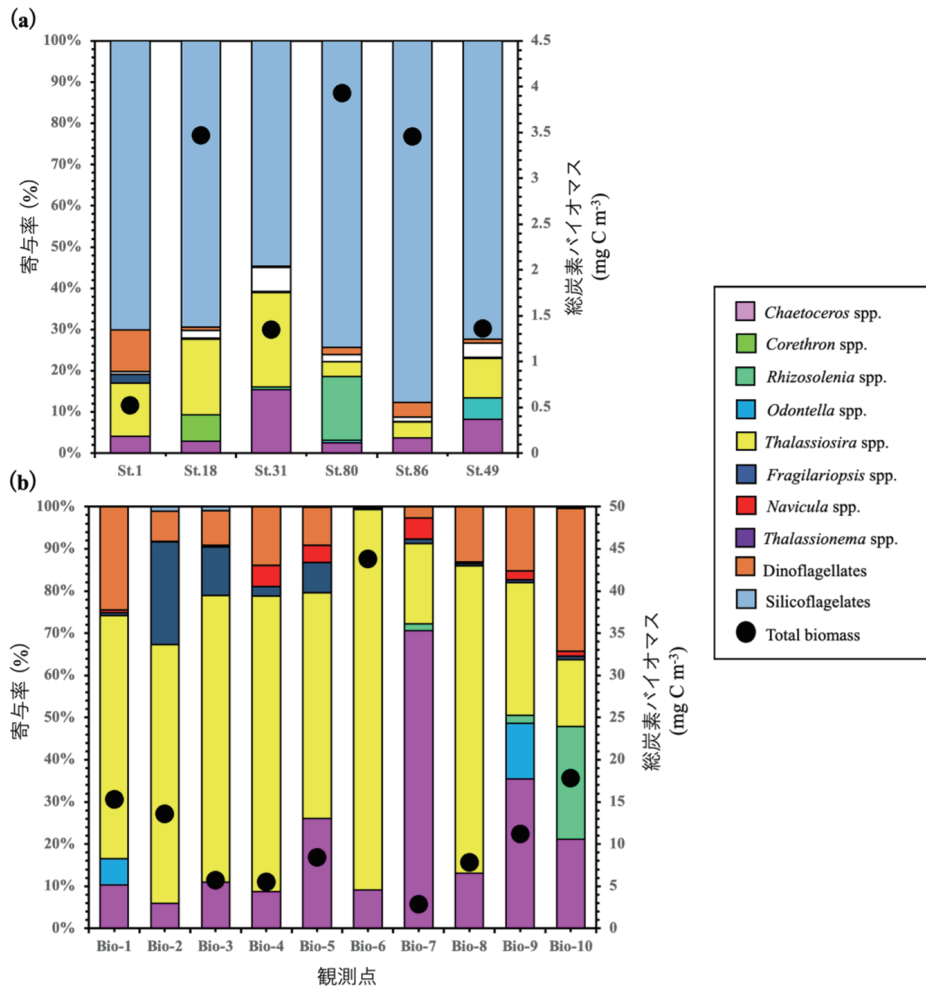 (a)
100%
90%
80%
70%
60%
50%
40%
30%
20%
10%
0%
寄与率 (%)
4.5
4
3.5
3
2.5
2
1.5
1
0.5
0
総炭素バイオマス
(mg C m-3)
St.1 St.18 St.31 St.80 St.86 St.49
(b)
100%
90%
80%
70%
60%
50%
40%
30%
20%
10%
0%
寄与率 (%)
50
45
40
35
30
25
20
15
10
5
0
総炭素バイオマス
(mg C m-3)
Bio-1 Bio-2 Bio-3 Bio-4 Bio-5 Bio-6 Bio-7 Bio-8 Bio-9 Bio-10
観測点
Chaetoceros spp.
Corethron spp.
Rhizosolenia spp.
Odontella spp.
Thalassiosira spp.
Fragilariopsis spp.
Navicula spp.
Thalassionema spp.
Dinoflagellates
Silicoflagelates
Total biomass